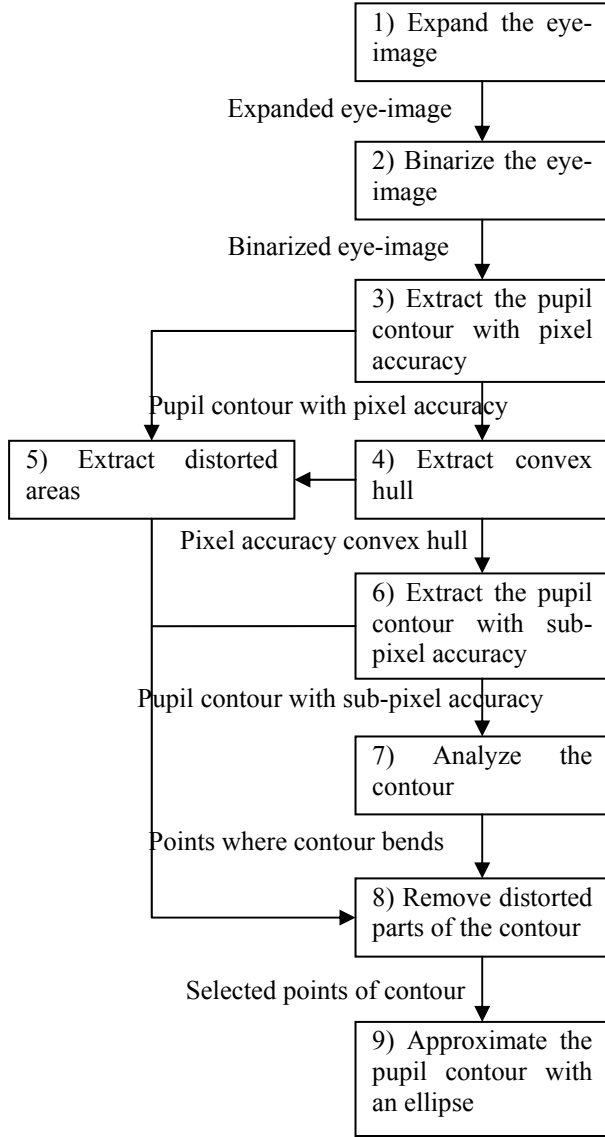 1) Expand the eye-
image
Expanded eye-image
2) Binarize the eye-
image
Binarized eye-image
3) Extract the pupil
contour with pixel
accuracy
Pupil contour with pixel accuracy
5) Extract distorted
areas
4) Extract convex
hull
Pixel accuracy convex hull
6) Extract the pupil
contour with sub-
pixel accuracy
Pupil contour with sub-pixel accuracy
7) Analyze the
contour
Points where contour bends
8) Remove distorted
parts of the contour
Selected points of contour
9) Approximate the
pupil contour with
an ellipse